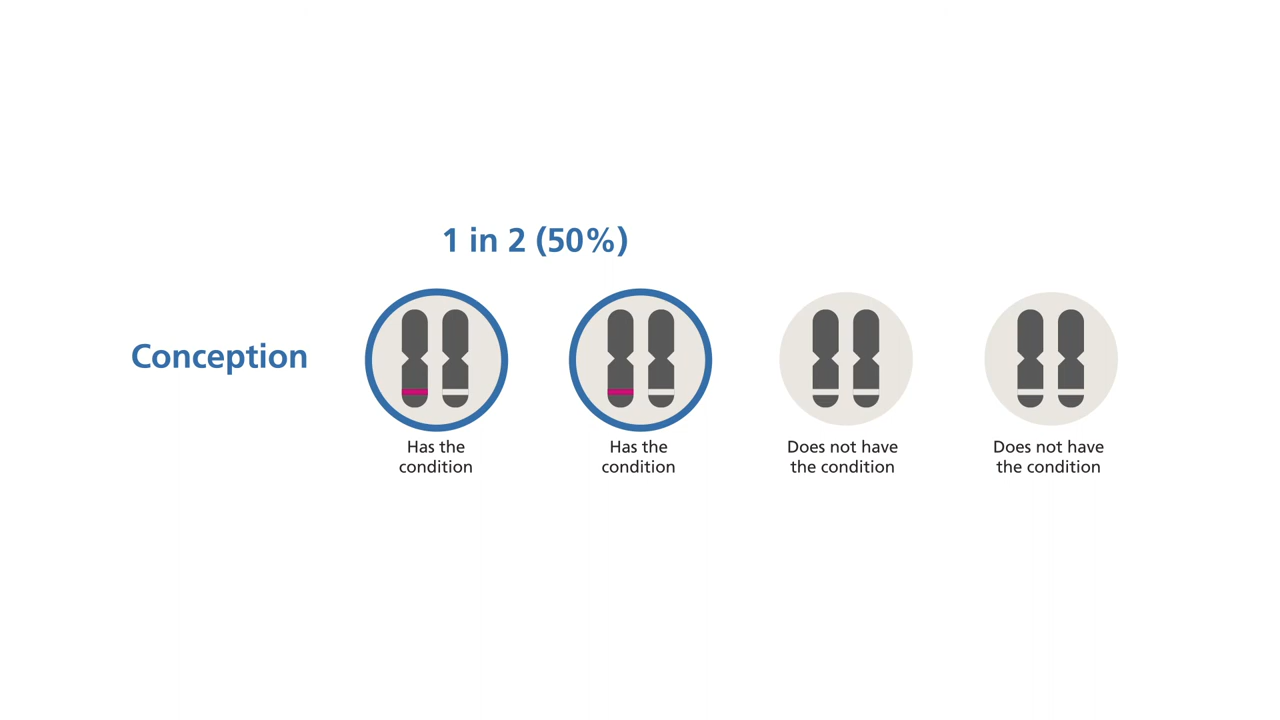 1 in 2 (50%)
Conception
Has the
condition
Has the
condition
Does not have
the condition
Does not have
the condition